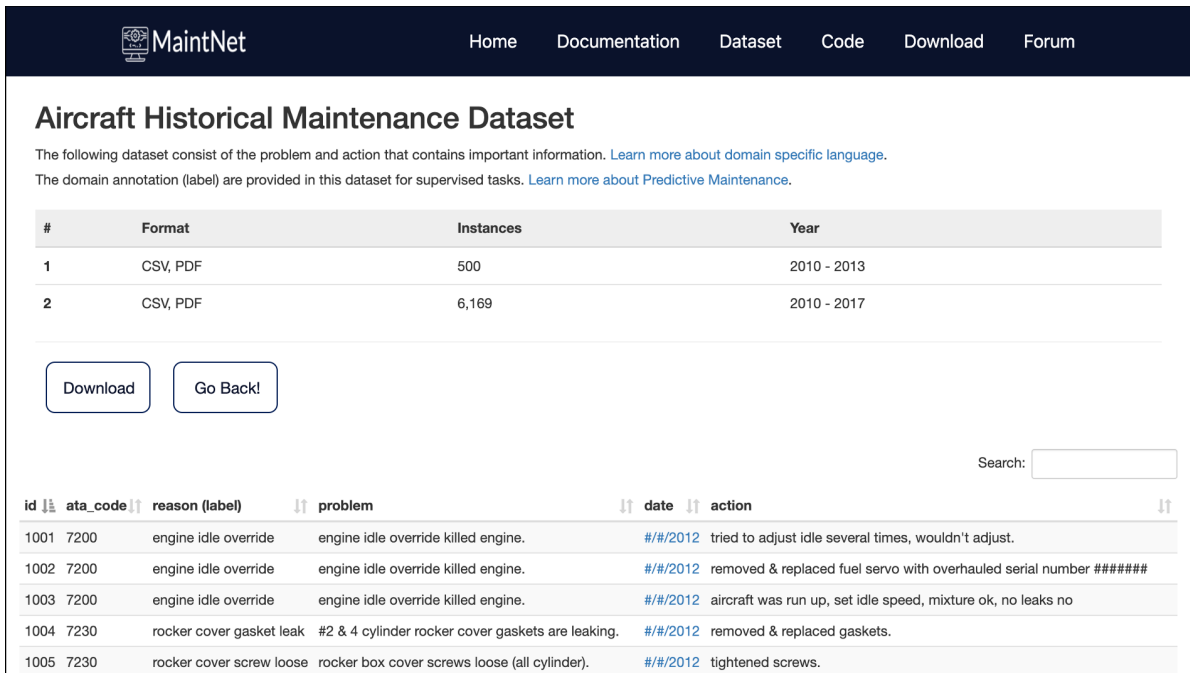 MaintNet Home Documentation Dataset Code Download Forum
Aircraft Historical Maintenance Dataset
The following dataset consist of the problem and action that contains important information. Learn more about domain specific language.
The domain annotation (label) are provided in this dataset for supervised tasks. Learn more about Predictive Maintenance.
# Format Instances Year
1 CSV, PDF 500 2010 - 2013
2 CSV, PDF 6,169 2010 - 2017
Download Go Back!
Search:
id ata_code reason (label) problem date action
1001 7200 engine idle override engine idle override killed engine. #/#/2012 tried to adjust idle several times, wouldn't adjust.
1002 7200 engine idle override engine idle override killed engine. #/#/2012 removed & replaced fuel servo with overhauled serial number #######
1003 7200 engine idle override engine idle override killed engine. #/#/2012 aircraft was run up, set idle speed, mixture ok, no leaks no
1004 7230 rocker cover gasket leak #2 & 4 cylinder rocker cover gaskets are leaking. #/#/2012 removed & replaced gaskets.
1005 7230 rocker cover screw loose rocker box cover screws loose (all cylinder). #/#/2012 tightened screws.